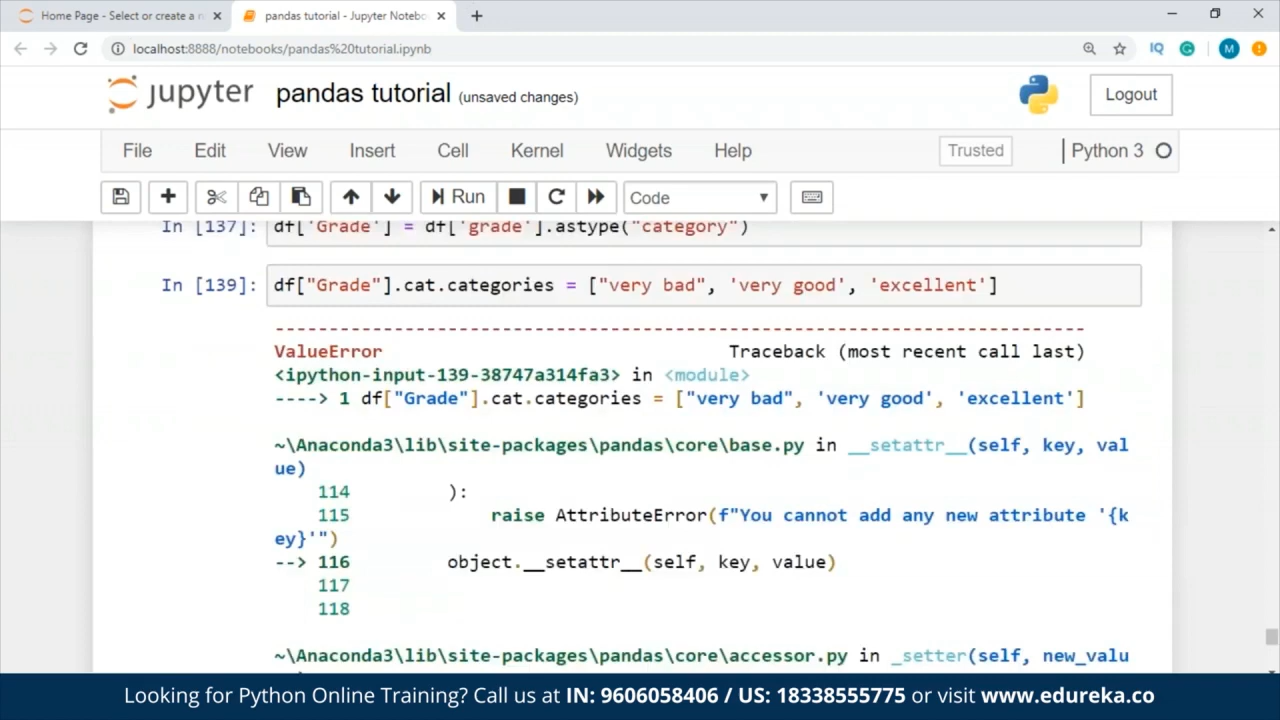 Home Page - Select or create a n
pandas tutorial - Jupyter Notebo
localhost:8888/notebooks/pandas%20tutorial.ipynb
IQ
G
M
jupyter pandas tutorial (unsaved changes)
Logout
File Edit View Insert Cell Kernel Widgets Help
Trusted
Python 3
Run
Code
In [137]: df['Grade'] = df['grade'].astype("category")
In [139]: df["Grade"].cat.categories = ["very bad", 'very good', 'excellent']
---------------------------------------------------------------------------
ValueError Traceback (most recent call last)
<ipython-input-139-38747a314fa3> in <module>
----> 1 df["Grade"].cat.categories = ["very bad", 'very good', 'excellent']
~\Anaconda3\lib\site-packages\pandas\core\base.py in __setattr__(self, key, val
ue)
114 ):
115 raise AttributeError(f"You cannot add any new attribute '{k
ey}'")
--> 116 object.__setattr__(self, key, value)
117
118
~\Anaconda3\lib\site-packages\pandas\core\accessor.py in _setter(self, new_valu
Looking for Python Online Training? Call us at IN: 9606058406 / US: 18338555775 or visit www.edureka.co